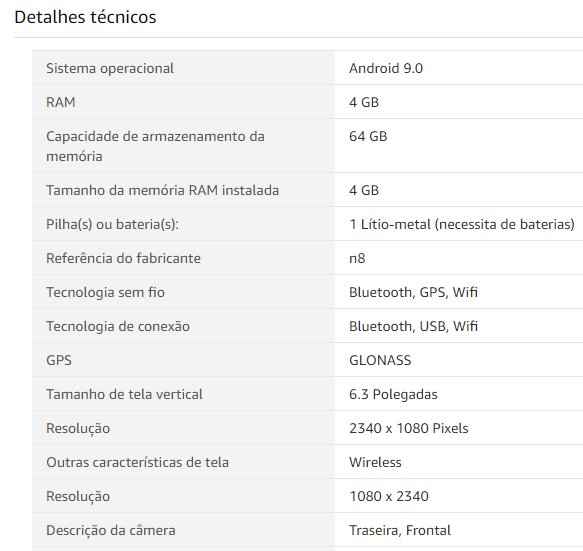 Detalhes técnicos
Sistema operacional Android 9.0
RAM 4 GB
Capacidade de armazenamento da 64 GB
memória
Tamanho da memória RAM instalada 4 GB
Pilha(s) ou bateria(s): 1 Lítio-metal (necessita de baterias)
Referência do fabricante n8
Tecnologia sem fio Bluetooth, GPS, Wifi
Tecnologia de conexão Bluetooth, USB, Wifi
GPS GLONASS
Tamanho de tela vertical 6.3 Polegadas
Resolução 2340 x 1080 Pixels
Outras características de tela Wireless
Resolução 1080 x 2340
Descrição da câmera Traseira, Frontal